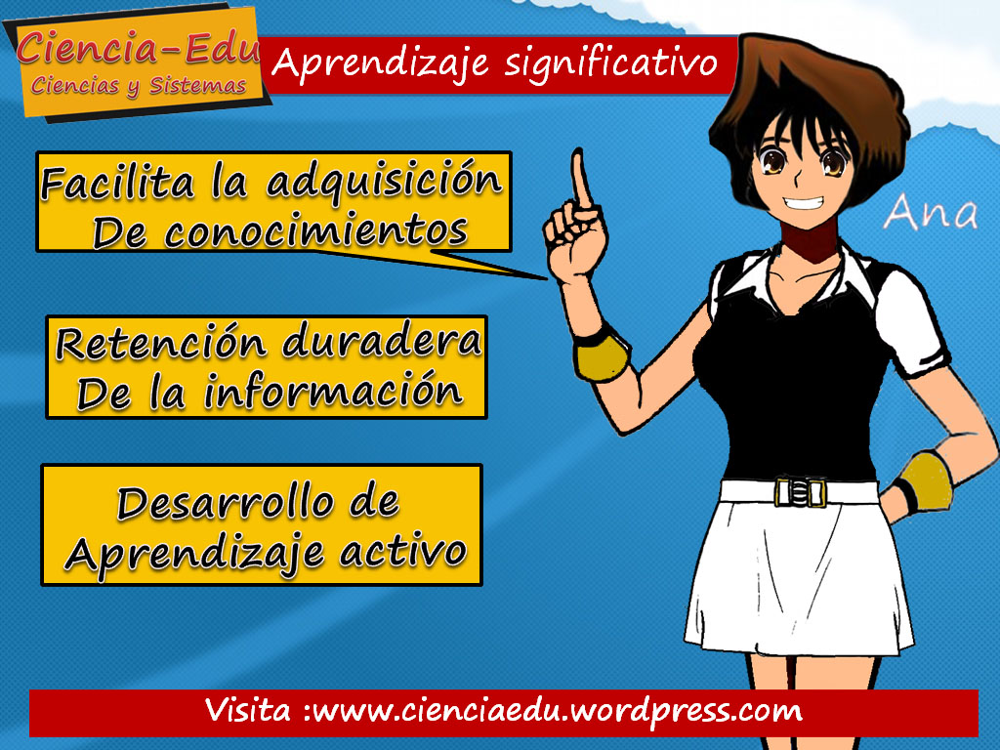 Ciencia-Edu
Ciencias y Sistemas
Aprendizaje significativo
Facilita la adquisición
De conocimientos
Ana
Retención duradera
De la información
Desarrollo de
Aprendizaje activo
Visita :www.cienciaedu.wordpress.com